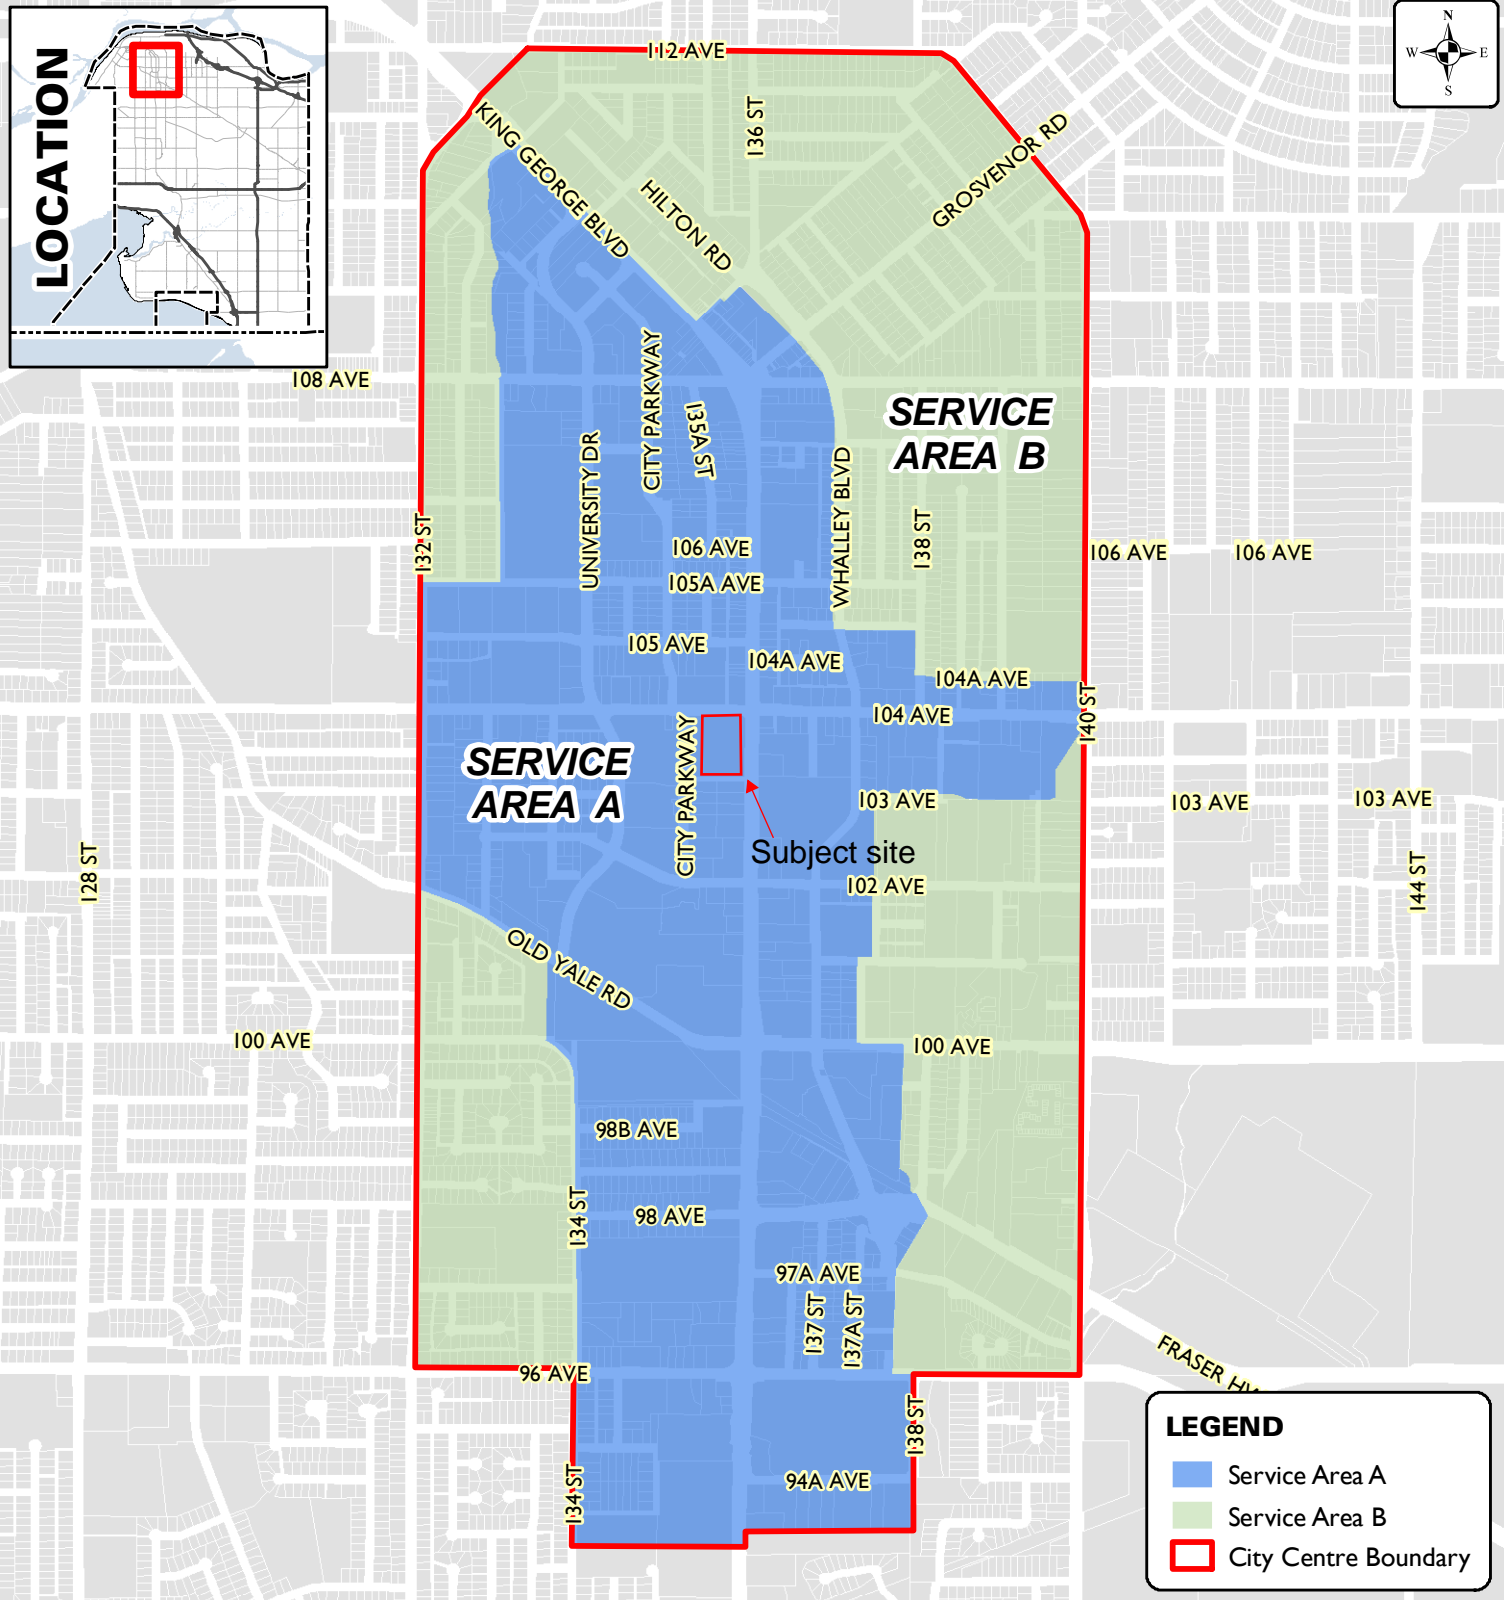 LOCATION
N
W
E
S
112 AVE
136 ST
KING GEORGE BLVD
HILTON RD
GROSVENOR RD
108 AVE
CITY PARKWAY
135A ST
UNIVERSITY DR
SERVICE
AREA B
WHALLEY BLVD
138 ST
132 ST
106 AVE
106 AVE
106 AVE
105A AVE
105 AVE
104A AVE
104A AVE
104 AVE
140 ST
SERVICE
AREA A
CITY PARKWAY
103 AVE
103 AVE
103 AVE
Subject site
128 ST
102 AVE
144 ST
OLD YALE RD
100 AVE
100 AVE
98B AVE
134 ST
98 AVE
97A AVE
137 ST
137A ST
96 AVE
FRASER HW
138 ST
94A AVE
134 ST
LEGEND
Service Area A
Service Area B
City Centre Boundary